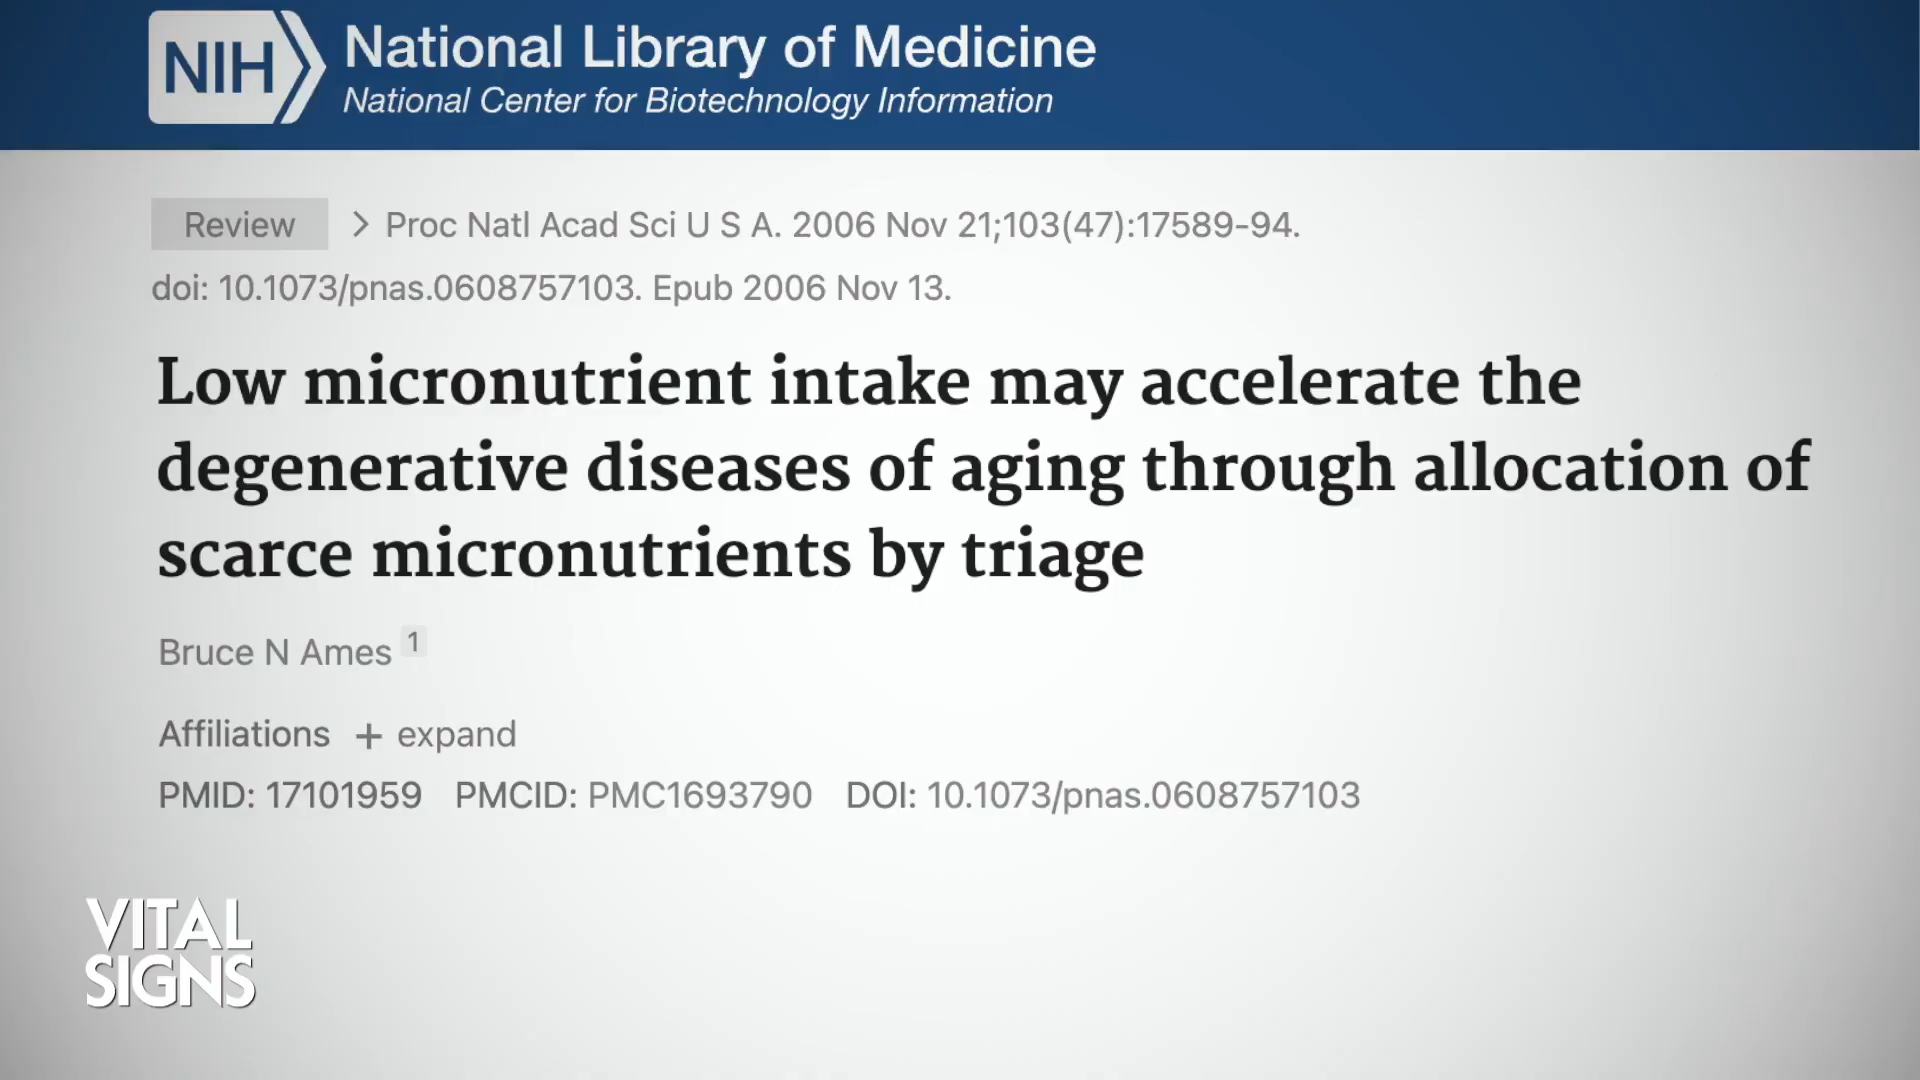 NIH National Library of Medicine
National Center for Biotechnology Information
Review > Proc Natl Acad Sci U S A. 2006 Nov 21;103(47):17589-94.
doi: 10.1073/pnas.0608757103. Epub 2006 Nov 13.
Low micronutrient intake may accelerate the
degenerative diseases of aging through allocation of
scarce micronutrients by triage
Bruce N Ames 1
Affiliations + expand
PMID: 17101959 PMCID: PMC1693790 DOI: 10.1073/pnas.0608757103
VITAL
SIGNS